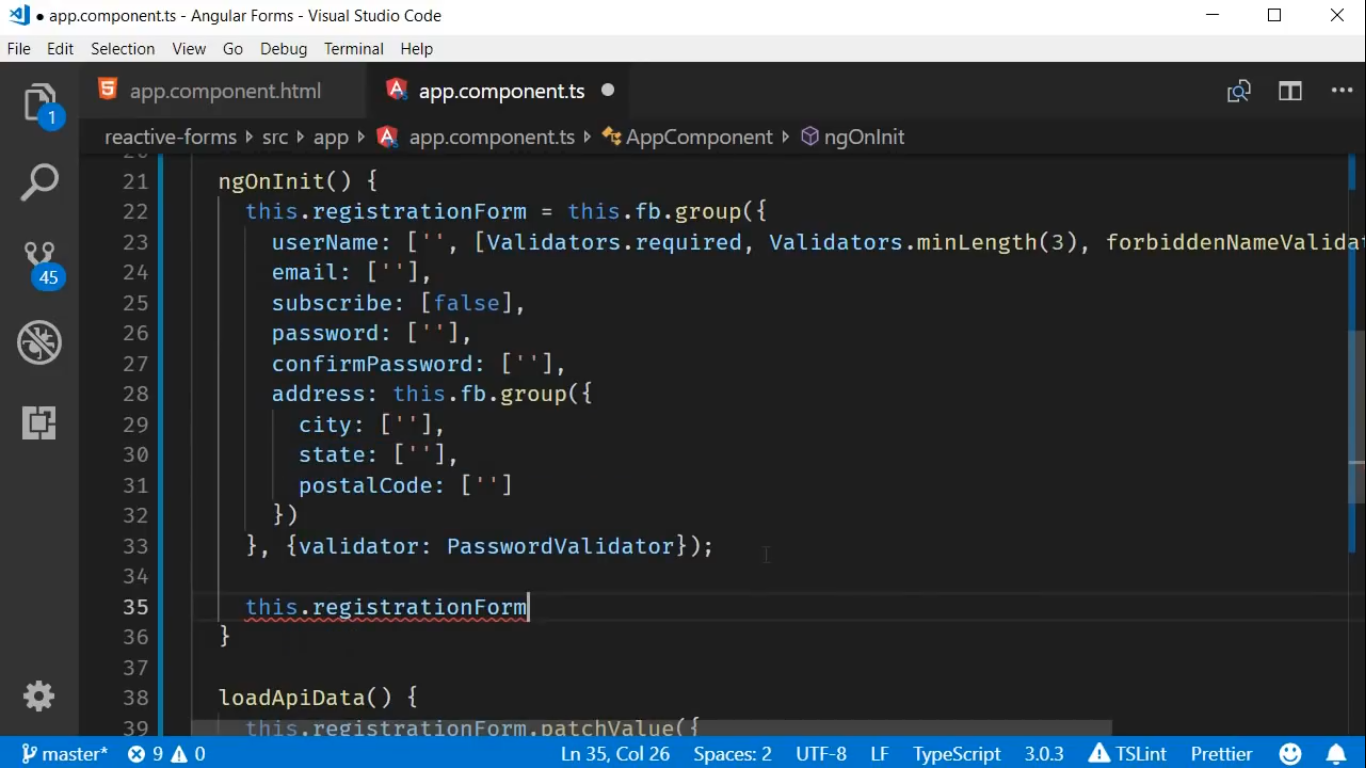 ● app.component.ts - Angular Forms - Visual Studio Code
File Edit Selection View Go Debug Terminal Help
app.component.html app.component.ts ●
reactive-forms src app app.component.ts AppComponent ngOnInit
1
45
21 ngOnInit() {
22 this.registrationForm = this.fb.group({
23 userName: ['', [Validators.required, Validators.minLength(3), forbiddenNameValidat
24 email: [''],
25 subscribe: [false],
26 password: [''],
27 confirmPassword: [''],
28 address: this.fb.group({
29 city: [''],
30 state: [''],
31 postalCode: ['']
32 })
33 }, {validator: PasswordValidator});
34
35 this.registrationForm
36 }
37
38 loadApiData() {
39 this.registrationForm.patchValue({
master* 9 0 Ln 35, Col 26 Spaces: 2 UTF-8 LF TypeScript 3.0.3 TSLint Prettier